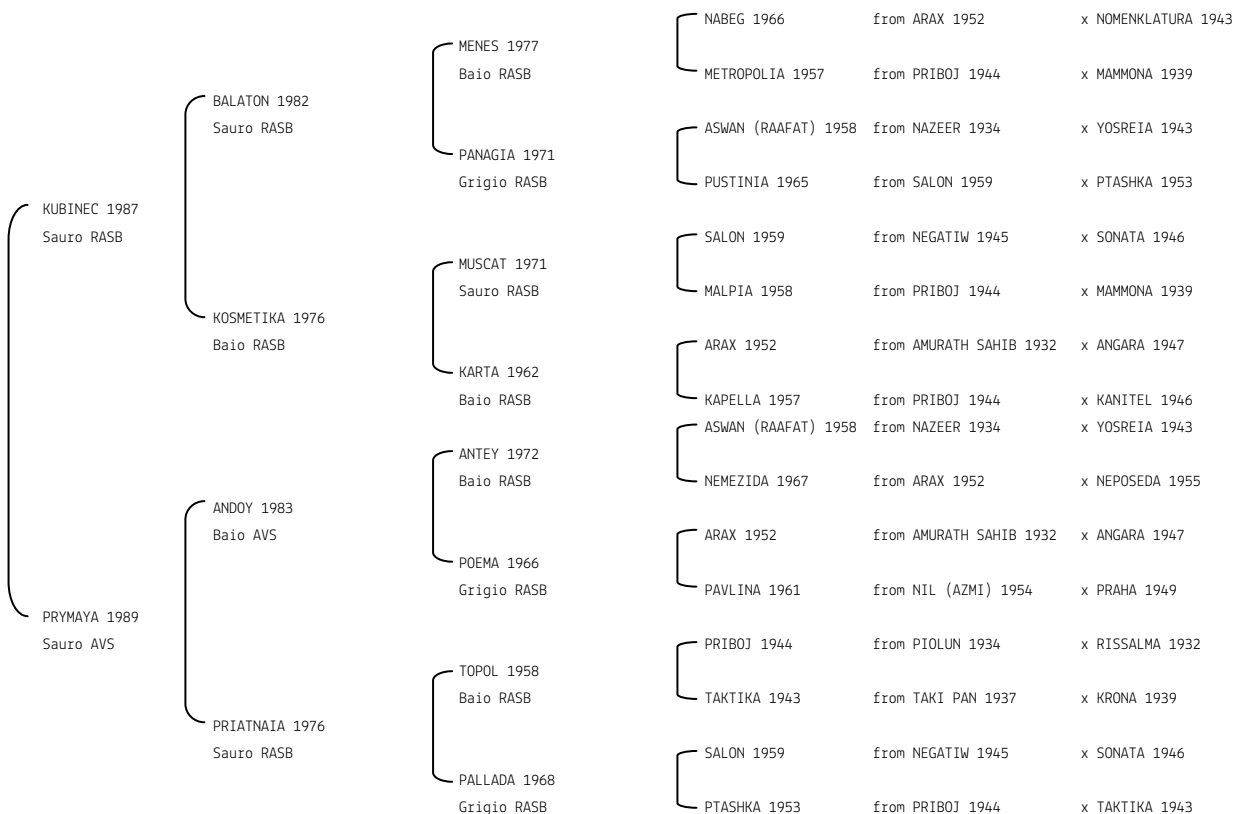 NABEG 1966 from ARAX 1952 x NOMENKLATURA 1943
MENES 1977
Baio RASB
METROPOLIA 1957 from PRIBOJ 1944 x MAMMONA 1939
BALATON 1982
Sauro RASB
ASWAN (RAAFAT) 1958 from NAZEER 1934 x YOSREIA 1943
PANAGIA 1971
Grigio RASB
PUSTINIA 1965 from SALON 1959 x PTASHKA 1953
KUBINEC 1987
Sauro RASB
SALON 1959 from NEGATIW 1945 x SONATA 1946
MUSCAT 1971
Sauro RASB
MALPIA 1958 from PRIBOJ 1944 x MAMMONA 1939
KOSMETIKA 1976
Baio RASB
ARAX 1952 from AMURATH SAHIB 1932 x ANGARA 1947
KARTA 1962
Baio RASB
KAPELLA 1957 from PRIBOJ 1944 x KANITEL 1946
ASWAN (RAAFAT) 1958 from NAZEER 1934 x YOSREIA 1943
ANTEY 1972
Baio RASB
NEMEZIDA 1967 from ARAX 1952 x NEPOSEDA 1955
ANDOY 1983
Baio AVS
ARAX 1952 from AMURATH SAHIB 1932 x ANGARA 1947
POEMA 1966
Grigio RASB
PAVLINA 1961 from NIL (AZMI) 1954 x PRAHA 1949
PRYMAYA 1989
Sauro AVS
PRIBOJ 1944 from PIOLUN 1934 x RISSALMA 1932
TOPOL 1958
Baio RASB
TAKTIKA 1943 from TAKI PAN 1937 x KRONA 1939
PRIATNAIA 1976
Sauro RASB
SALON 1959 from NEGATIW 1945 x SONATA 1946
PALLADA 1968
Grigio RASB
PTASHKA 1953 from PRIBOJ 1944 x TAKTIKA 1943